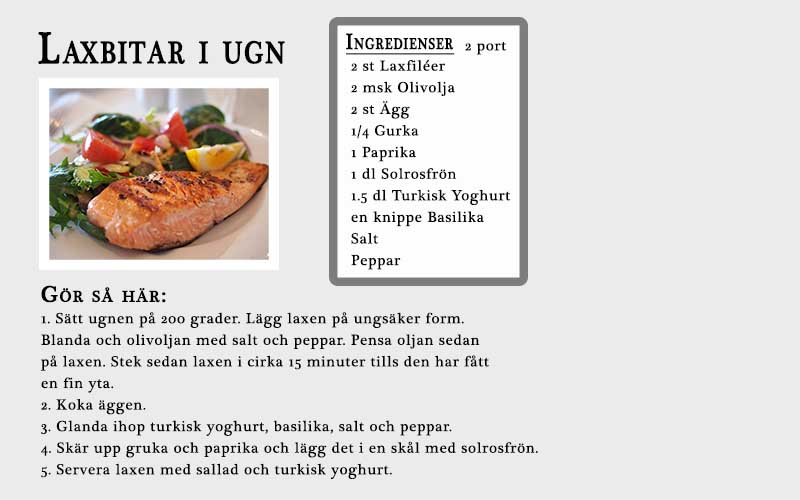 Laxbitar i ugn
Ingredienser 2 port
2 st Laxfiléer
2 msk Olivolja
2 st Ägg
1/4 Gurka
1 Paprika
1 dl Solrosfrön
1.5 dl Turkisk Yoghurt
en knippe Basilika
Salt
Peppar
Gör så här:
1. Sätt ugnen på 200 grader. Lägg laxen på ungsäker form.
Blanda och olivoljan med salt och peppar. Pensa oljan sedan
på laxen. Stek sedan laxen i cirka 15 minuter tills den har fått
en fin yta.
2. Koka äggen.
3. Glanda ihop turkisk yoghurt, basilika, salt och peppar.
4. Skär upp gruka och paprika och lägg det i en skål med solrosfrön.
5. Servera laxen med sallad och turkisk yoghurt.